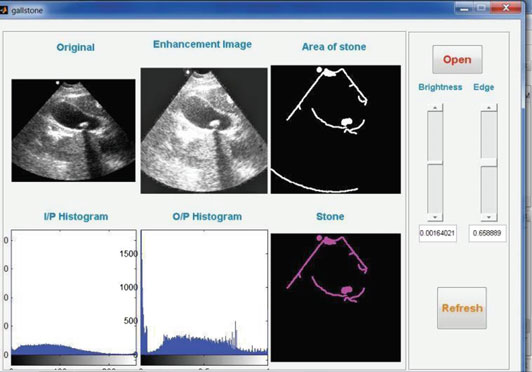 gallstone
Original
Enhancement Image
Area of stone
Open
Brightness
Edge
0.00164021
0.658889
I/P Histogram
O/P Histogram
Stone
1500
1000
500
0
0
Refresh